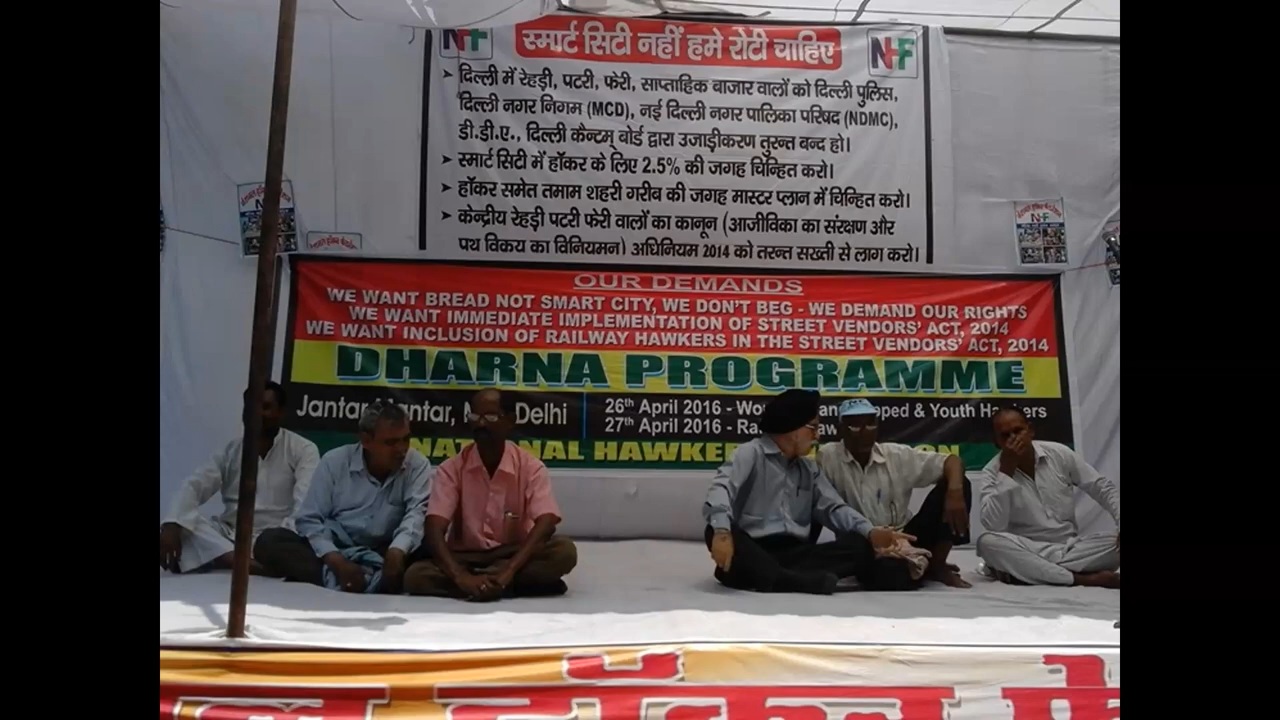 NHF
स्मार्ट सिटी नहीं हमे रोटी चाहिए
NHF
➤ दिल्ली में रेहड़ी, पटरी, फेरी, साप्ताहिक बाजार वालों को दिल्ली पुलिस,
दिल्ली नगर निगम (MCD), नई दिल्ली नगर पालिका परिषद (NDMC),
डी.डी.ए., दिल्ली कैन्टम् बोर्ड द्वारा उजाड़ीकरण तुरन्त बन्द हो।
➤ स्मार्ट सिटी में हॉकर के लिए 2.5% की जगह चिन्हित करो।
➤ हॉकर समेत तमाम शहरी गरीब की जगह मास्टर प्लान में चिन्हित करो।
➤ केन्द्रीय रेहड़ी पटरी फेरी वालों का कानून (आजीविका का संरक्षण और
पथ विकय का विनियमन) अधिनियम 2014 को तुरन्त सख्ती से लागू करो।
NHF
OUR DEMANDS
WE WANT BREAD NOT SMART CITY, WE DON'T BEG - WE DEMAND OUR RIGHTS
WE WANT IMMEDIATE IMPLEMENTATION OF STREET VENDORS' ACT, 2014
WE WANT INCLUSION OF RAILWAY HAWKERS IN THE STREET VENDORS' ACT, 2014
DHARNA PROGRAMME
Jantar Mantar, Delhi
26th April 2016 - & Youth
27th April 2016 -
NATIONAL